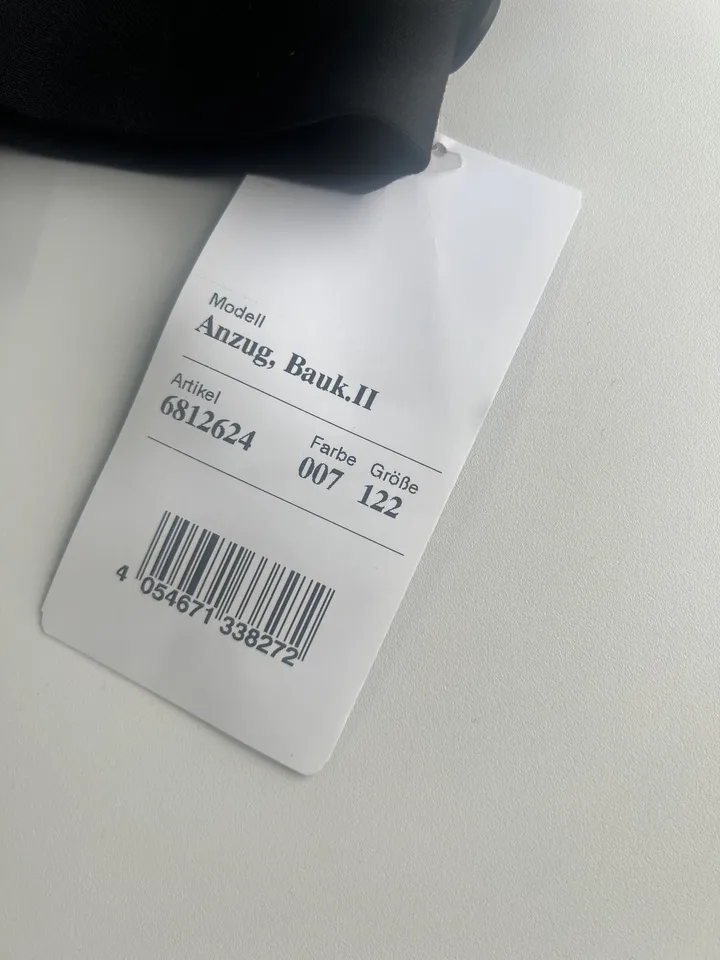 Modell
Anzug, Bauk.II
Artikel
6812624
Farbe Größe
007 122
4 054671 338272